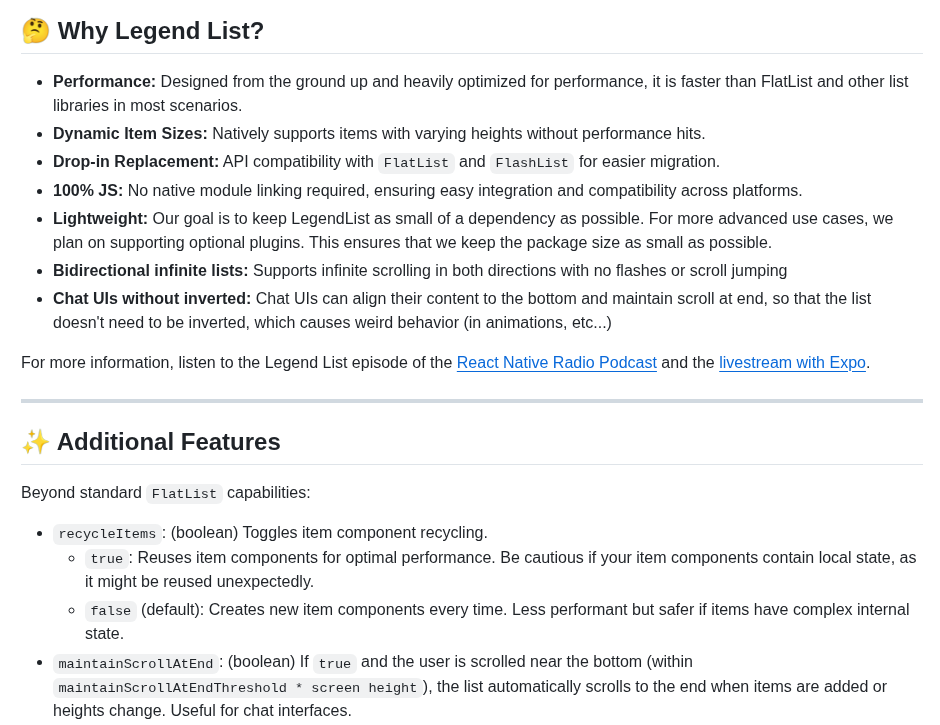 🤔 Why Legend List?
• Performance: Designed from the ground up and heavily optimized for performance, it is faster than FlatList and other list
libraries in most scenarios.
• Dynamic Item Sizes: Natively supports items with varying heights without performance hits.
• Drop-in Replacement: API compatibility with FlatList and FlashList for easier migration.
• 100% JS: No native module linking required, ensuring easy integration and compatibility across platforms.
• Lightweight: Our goal is to keep LegendList as small of a dependency as possible. For more advanced use cases, we
plan on supporting optional plugins. This ensures that we keep the package size as small as possible.
• Bidirectional infinite lists: Supports infinite scrolling in both directions with no flashes or scroll jumping
• Chat UIs without inverted: Chat UIs can align their content to the bottom and maintain scroll at end, so that the list
doesn't need to be inverted, which causes weird behavior (in animations, etc...)
For more information, listen to the Legend List episode of the React Native Radio Podcast and the livestream with Expo.
✨ Additional Features
Beyond standard FlatList capabilities:
• recycleItems: (boolean) Toggles item component recycling.
◦ true: Reuses item components for optimal performance. Be cautious if your item components contain local state, as
it might be reused unexpectedly.
◦ false (default): Creates new item components every time. Less performant but safer if items have complex internal
state.
• maintainScrollAtEnd: (boolean) If true and the user is scrolled near the bottom (within
maintainScrollAtEndThreshold * screen height), the list automatically scrolls to the end when items are added or
heights change. Useful for chat interfaces.